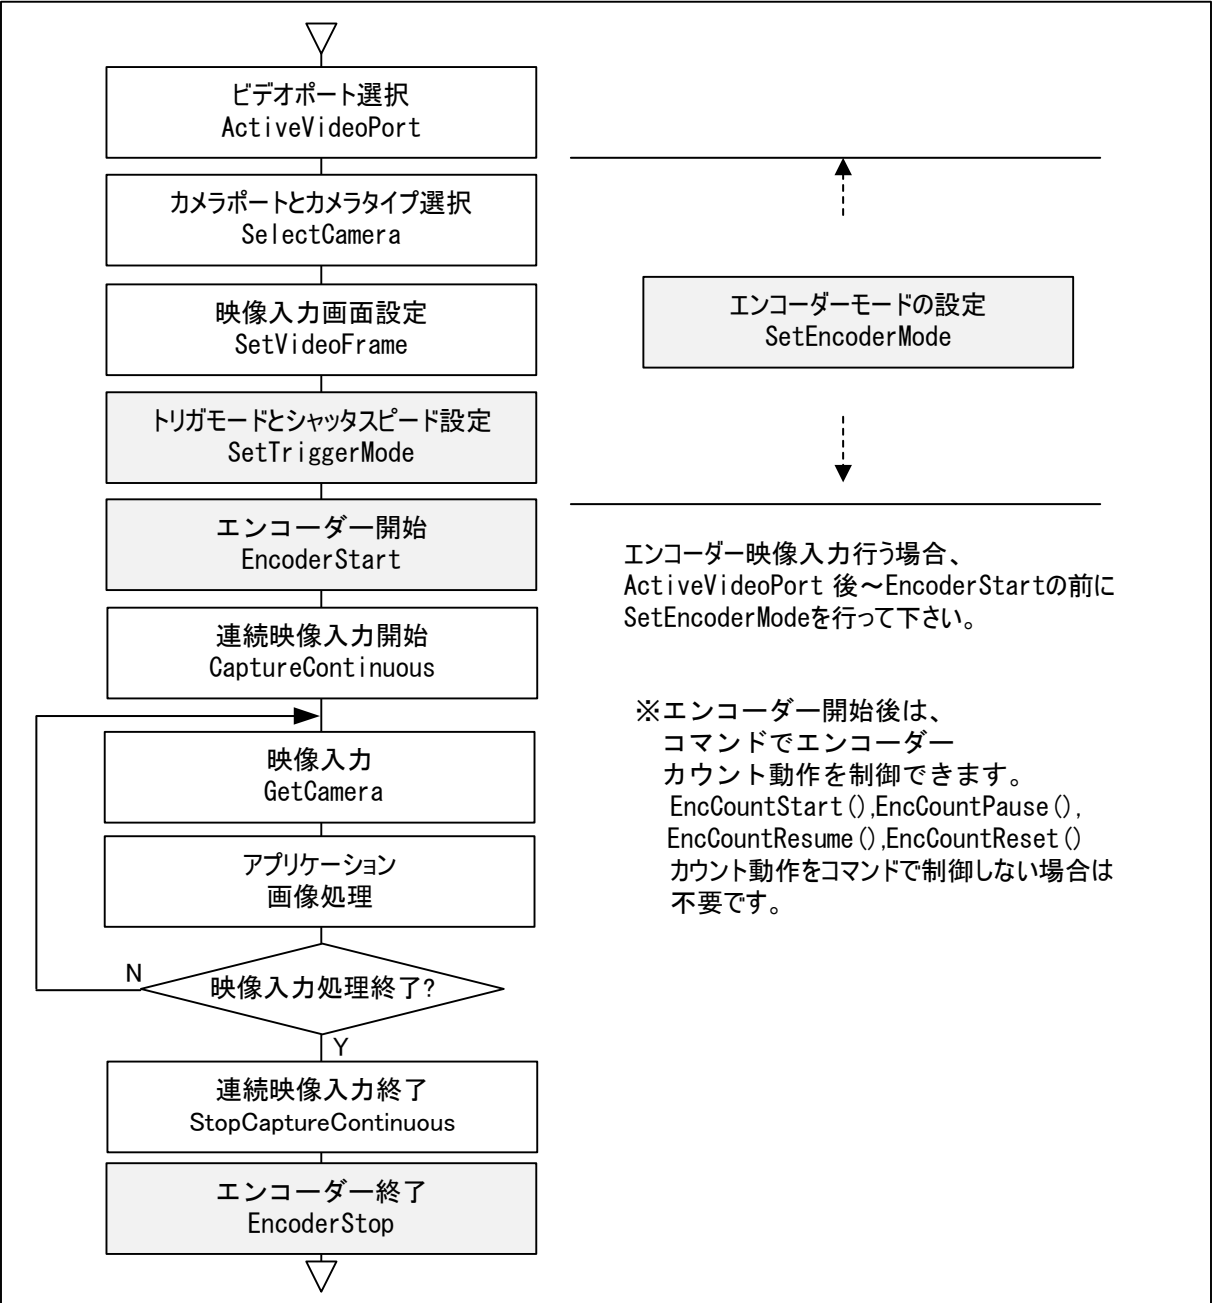 ビデオポート選択
ActiveVideoPort
カメラポートとカメラタイプ選択
SelectCamera
映像入力画面設定
SetVideoFrame
トリガモードとシャッタスピード設定
SetTriggerMode
エンコーダー開始
EncoderStart
連続映像入力開始
CaptureContinuous
映像入力
GetCamera
アプリケーション
画像処理
N
映像入力処理終了?
Y
連続映像入力終了
StopCaptureContinuous
エンコーダー終了
EncoderStop
エンコーダーモードの設定
SetEncoderMode
エンコーダー映像入力行う場合、
ActiveVideoPort 後～EncoderStartの前に
SetEncoderModeを行って下さい。
※エンコーダー開始後は、
コマンドでエンコーダー
カウント動作を制御できます。
EncCountStart(),EncCountPause(),
EncCountResume(),EncCountReset()
カウント動作をコマンドで制御しない場合は
不要です。